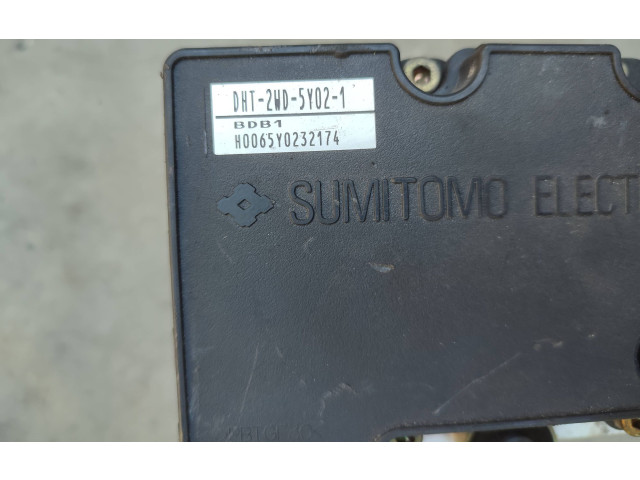 DHT-2WD-5Y02-1
BDB1
H0065Y0232174
SUMITOMO ELECT